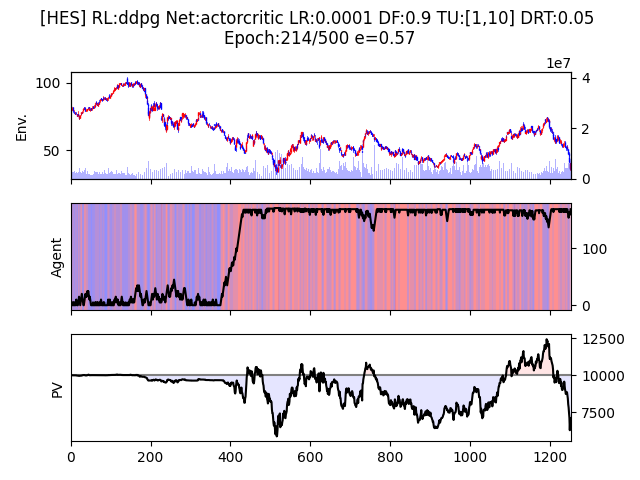 [HES] RL:ddpg Net:actorcritic LR:0.0001 DF:0.9 TU:[1,10] DRT:0.05
Epoch:214/500 e=0.57
1e7
100
50
Env.
4
2
0
Agent
100
0
PV
12500
10000
7500
0
200
400
600
800
1000
1200